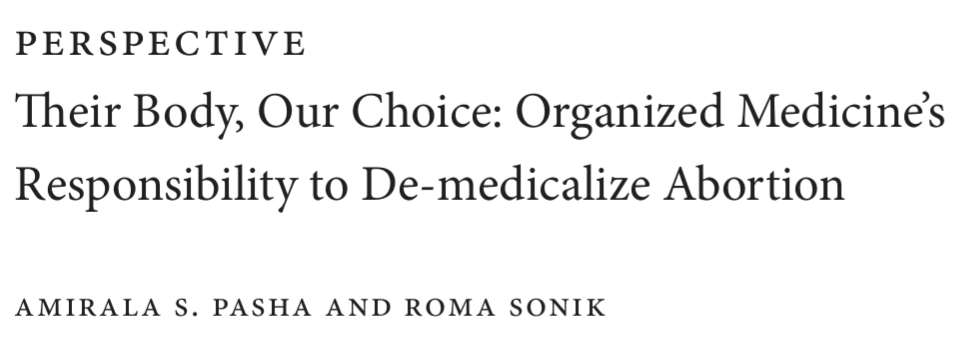 PERSPECTIVE
Their Body, Our Choice: Organized Medicine’s
Responsibility to De-medicalize Abortion
AMIRALA S. PASHA AND ROMA SONIK